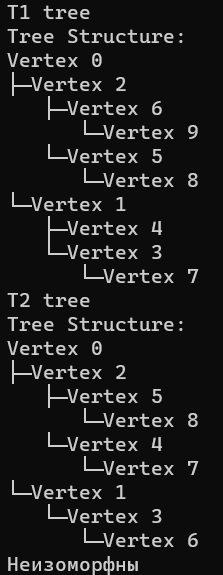 T1 tree
Tree Structure:
Vertex 0
├─Vertex 2
   ├─Vertex 6
      └─Vertex 9
   └─Vertex 5
      └─Vertex 8
└─Vertex 1
   ├─Vertex 4
   └─Vertex 3
      └─Vertex 7
T2 tree
Tree Structure:
Vertex 0
├─Vertex 2
   ├─Vertex 5
      └─Vertex 8
   └─Vertex 4
      └─Vertex 7
└─Vertex 1
   └─Vertex 3
      └─Vertex 6
Неизоморфны